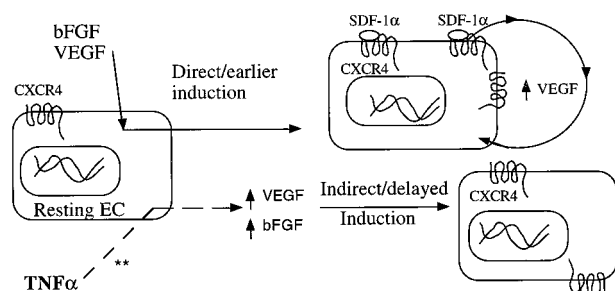 bFGF
VEGF
CXCR4
Direct/earlier
induction
Resting EC
TNFα
**
VEGF
bFGF
Indirect/delayed
Induction
SDF-1α
SDF-1α
CXCR4
VEGF
CXCR4